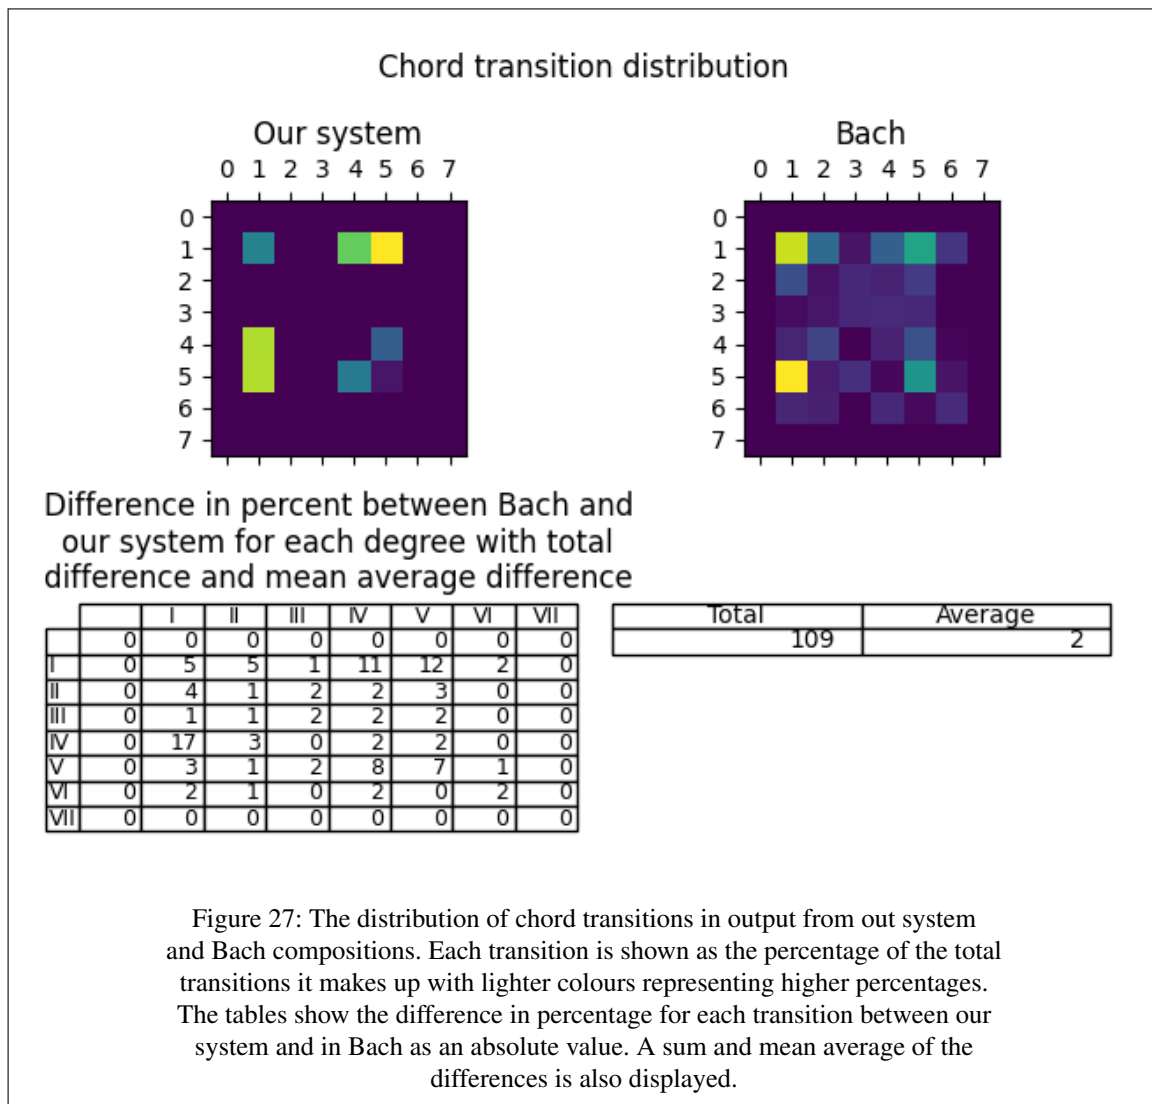 Chord transition distribution
Our system
Bach
0 1 2 3 4 5 6 7
0 1 2 3 4 5 6 7
0
1
2
3
4
5
6
7
0
1
2
3
4
5
6
7
Difference in percent between Bach and
our system for each degree with total
difference and mean average difference
I II III IV V VI VII
0 0 0 0 0 0 0 0
I 0 5 5 1 11 12 2 0
II 0 4 1 2 2 3 0 0
III 0 1 1 2 2 2 0 0
IV 0 17 3 0 2 2 0 0
V 0 3 1 2 8 7 1 0
VI 0 2 1 0 2 0 2 0
VII 0 0 0 0 0 0 0 0
Total Average
109 2
Figure 27: The distribution of chord transitions in output from out system
and Bach compositions. Each transition is shown as the percentage of the total
transitions it makes up with lighter colours representing higher percentages.
The tables show the difference in percentage for each transition between our
system and in Bach as an absolute value. A sum and mean average of the
differences is also displayed.